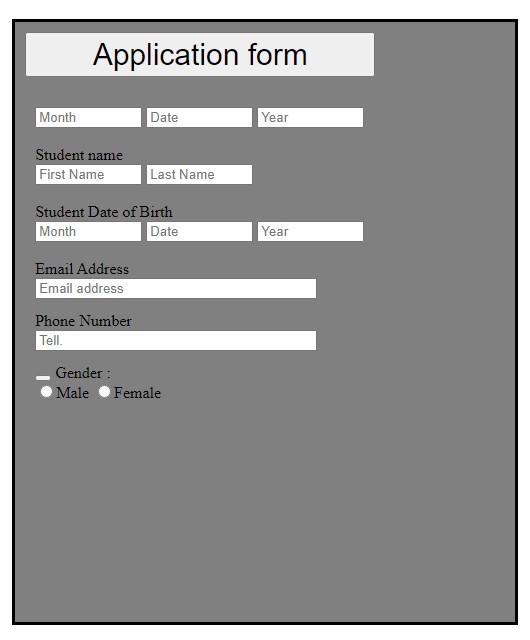 Application form
Month Date Year
Student name
First Name Last Name
Student Date of Birth
Month Date Year
Email Address
Email address
Phone Number
Tell.
Gender :
Male Female